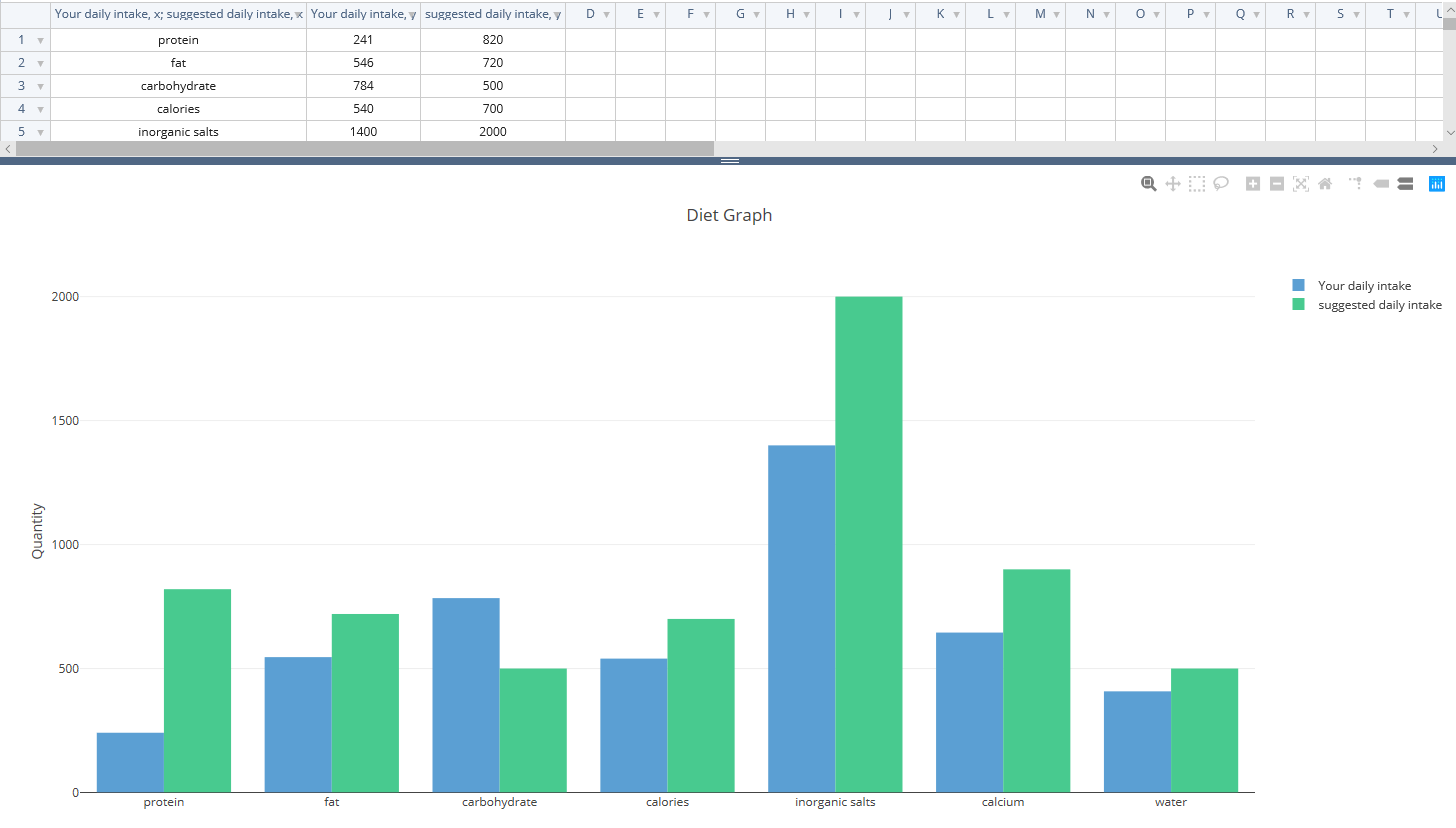 Your daily intake, x; suggested daily intake, x Your daily intake, y suggested daily intake, y D E F G H I J K L M N O P Q R S T U
1 protein 241 820
2 fat 546 720
3 carbohydrate 784 500
4 calories 540 700
5 inorganic salts 1400 2000
Diet Graph
Your daily intake
suggested daily intake
2000
1500
1000
500
0
Quantity
protein fat carbohydrate calories inorganic salts calcium water